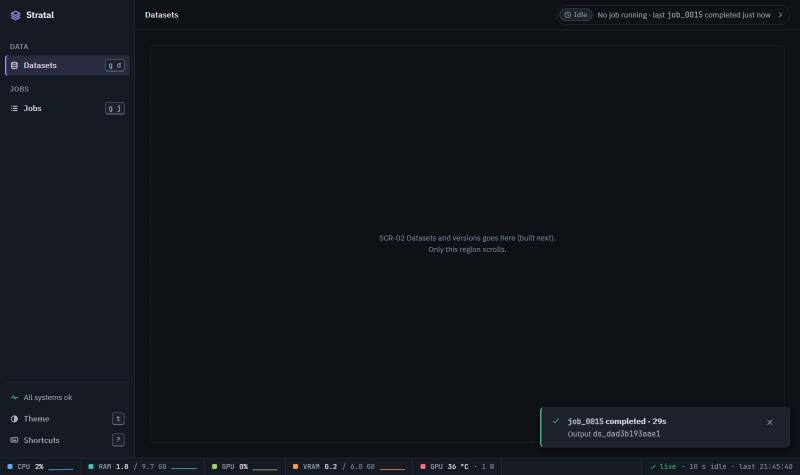 Stratal
Datasets
Idle No job running · last job_0015 completed just now
DATA
Datasets g d
JOBS
Jobs g j
SCR-02 Datasets and versions goes here (built next).
Only this region scrolls.
All systems ok
Theme t
Shortcuts ?
job_0015 completed · 29s
Output ds_dad3b193aae1
CPU 2% RAM 1.8 / 9.7 GB GPU 0% VRAM 0.2 / 6.0 GB GPU 36 °C · 1 W live · 10 s idle · last 21:45:40